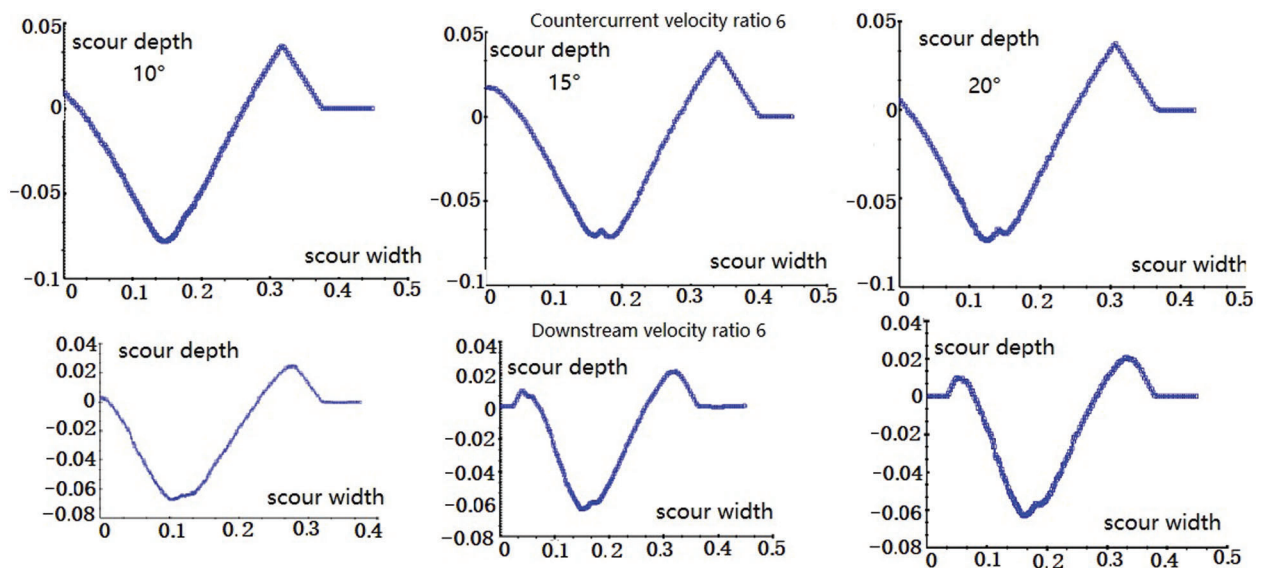 Countercurrent velocity ratio 6
0.05
scour depth
10°
0
−0.05
−0.1
scour width
0 0.1 0.2 0.3 0.4 0.5
0.05
scour depth
15°
0
−0.05
−0.1
scour width
0 0.1 0.2 0.3 0.4 0.5
0.05
scour depth
20°
0
−0.05
−0.1
scour width
0 0.1 0.2 0.3 0.4 0.5
Downstream velocity ratio 6
0.04
scour depth
0.02
0
−0.02
−0.04
−0.06
−0.08
scour width
0 0.1 0.2 0.3 0.4
0.04
scour depth
0.02
0
−0.02
−0.04
−0.06
−0.08
scour width
0 0.1 0.2 0.3 0.4 0.5
0.04
scour depth
0.02
0
−0.02
−0.04
−0.06
−0.08
scour width
0 0.1 0.2 0.3 0.4 0.5